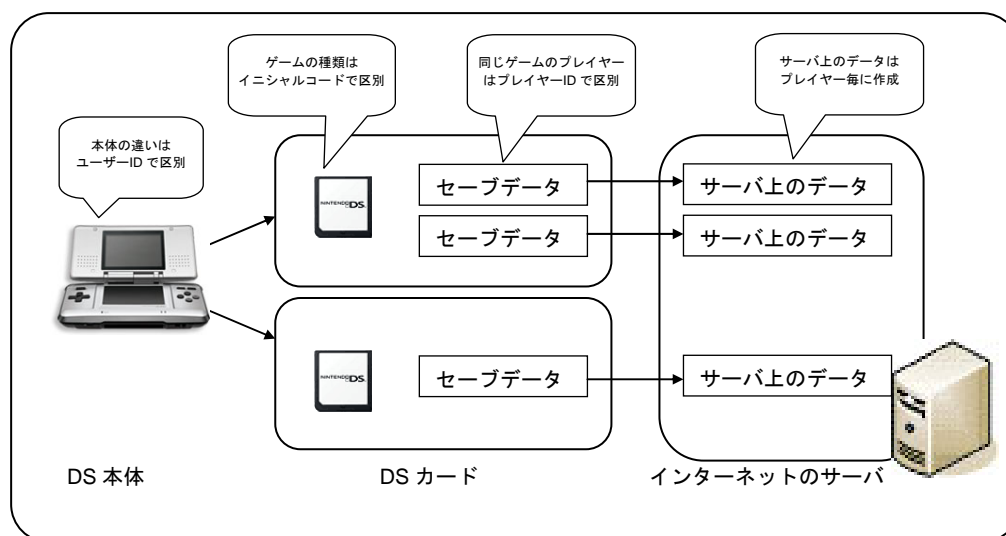 ゲームの種類は
イニシャルコードで区別
同じゲームのプレイヤー
はプレイヤーID で区別
サーバ上のデータは
プレイヤー毎に作成
本体の違いは
ユーザーID で区別
NINTENDO DS
セーブデータ
サーバ上のデータ
セーブデータ
サーバ上のデータ
NINTENDO DS
セーブデータ
サーバ上のデータ
DS 本体
DS カード
インターネットのサーバ